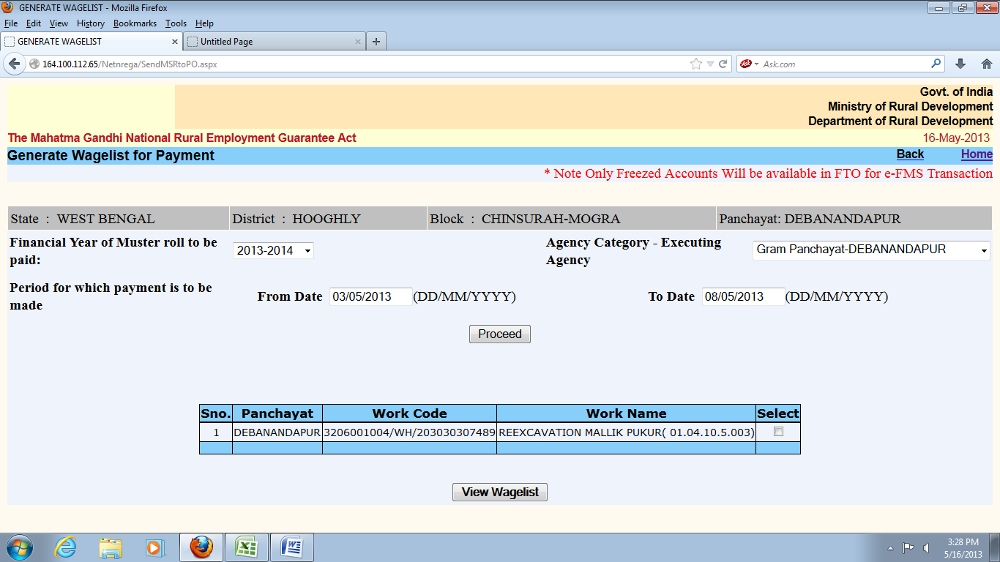 GENERATE WAGELIST - Mozilla Firefox
File Edit View History Bookmarks Tools Help
GENERATE WAGELIST × Untitled Page × +
164.100.112.65/Netnrega/SendMSRtoPO.aspx Ask Ask.com
Govt. of India
Ministry of Rural Development
Department of Rural Development
The Mahatma Gandhi National Rural Employment Guarantee Act 16-May-2013
Generate Wagelist for Payment Back Home
* Note Only Freezed Accounts Will be available in FTO for e-FMS Transaction
State : WEST BENGAL District : HOOGHLY Block : CHINSURAH-MOGRA Panchayat: DEBANANDAPUR
Financial Year of Muster roll to be paid: 2013-2014 Agency Category - Executing Agency Gram Panchayat-DEBANANDAPUR
Period for which payment is to be made From Date 03/05/2013 (DD/MM/YYYY) To Date 08/05/2013 (DD/MM/YYYY)
Proceed
Sno. Panchayat Work Code Work Name Select
1 DEBANANDAPUR 3206001004/WH/203030307489 REEXCAVATION MALLIK PUKUR( 01.04.10.5.003)
View Wagelist
3:28 PM
5/16/2013